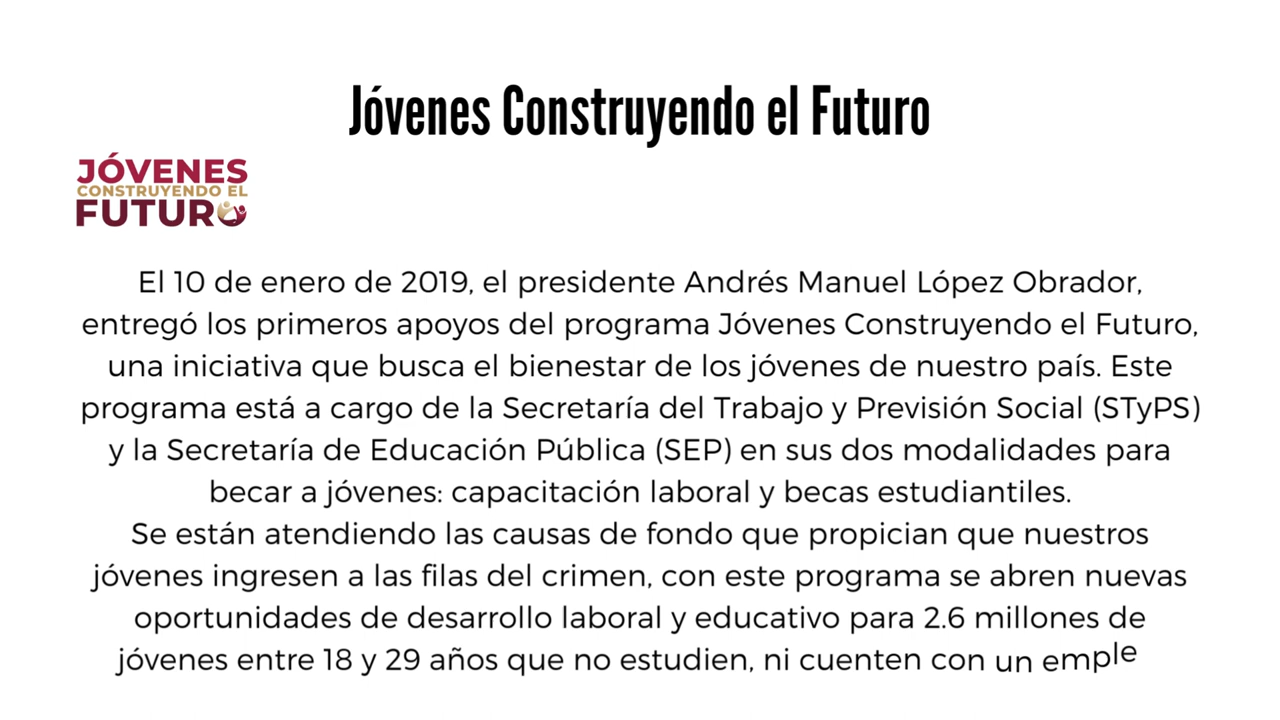 Jóvenes Construyendo el Futuro
JÓVENES
CONSTRUYENDO EL
FUTURO
El 10 de enero de 2019, el presidente Andrés Manuel López Obrador,
entregó los primeros apoyos del programa Jóvenes Construyendo el Futuro,
una iniciativa que busca el bienestar de los jóvenes de nuestro país. Este
programa está a cargo de la Secretaría del Trabajo y Previsión Social (STyPS)
y la Secretaría de Educación Pública (SEP) en sus dos modalidades para
becar a jóvenes: capacitación laboral y becas estudiantiles.
Se están atendiendo las causas de fondo que propician que nuestros
jóvenes ingresen a las filas del crimen, con este programa se abren nuevas
oportunidades de desarrollo laboral y educativo para 2.6 millones de
jóvenes entre 18 y 29 años que no estudien, ni cuenten con un emple